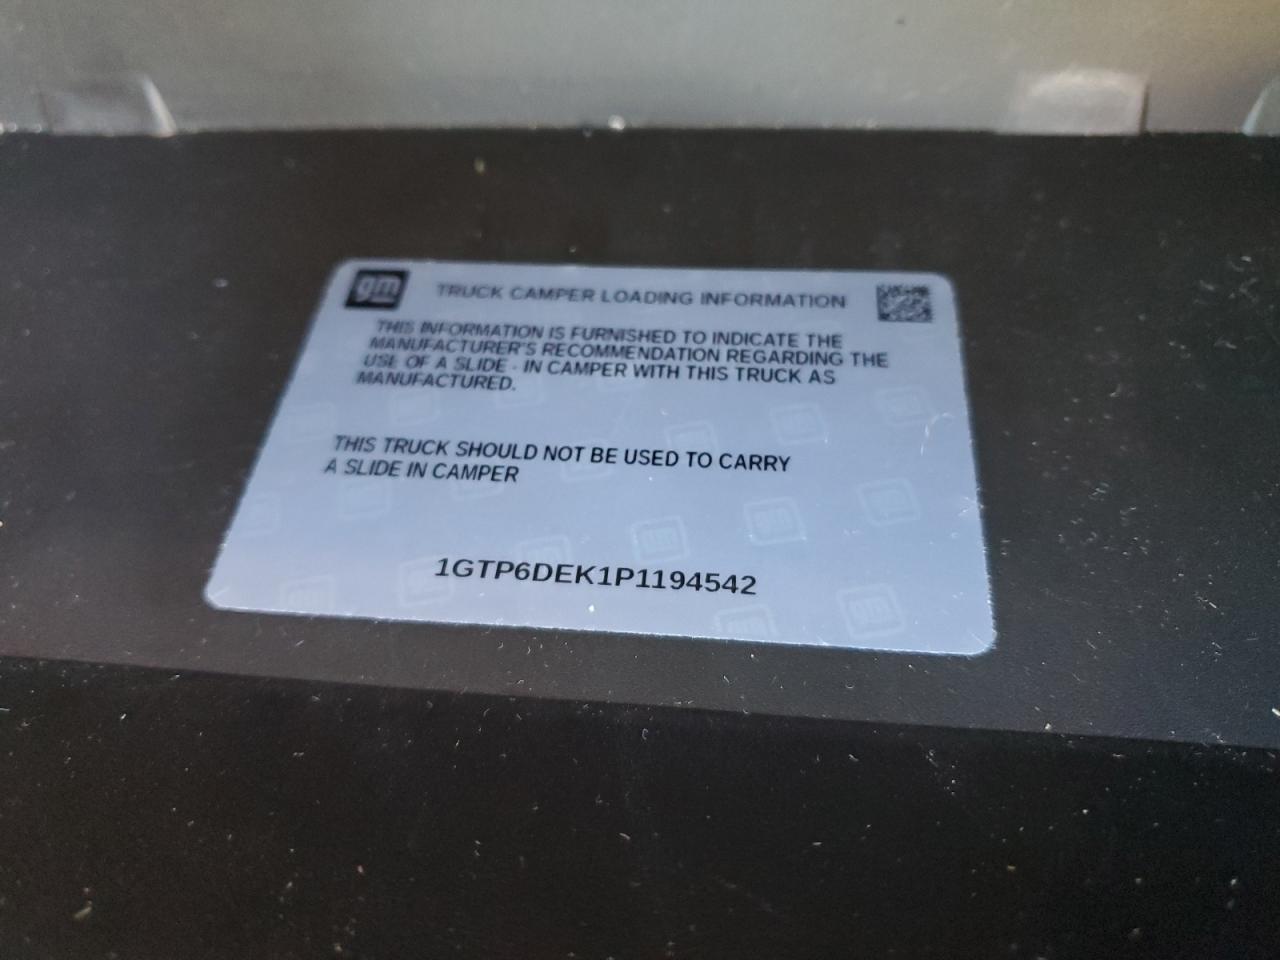 gm
TRUCK CAMPER LOADING INFORMATION
THIS INFORMATION IS FURNISHED TO INDICATE THE
MANUFACTURER'S RECOMMENDATION REGARDING THE
USE OF A SLIDE - IN CAMPER WITH THIS TRUCK AS
MANUFACTURED.
THIS TRUCK SHOULD NOT BE USED TO CARRY
A SLIDE IN CAMPER
1GTP6DEK1P1194542